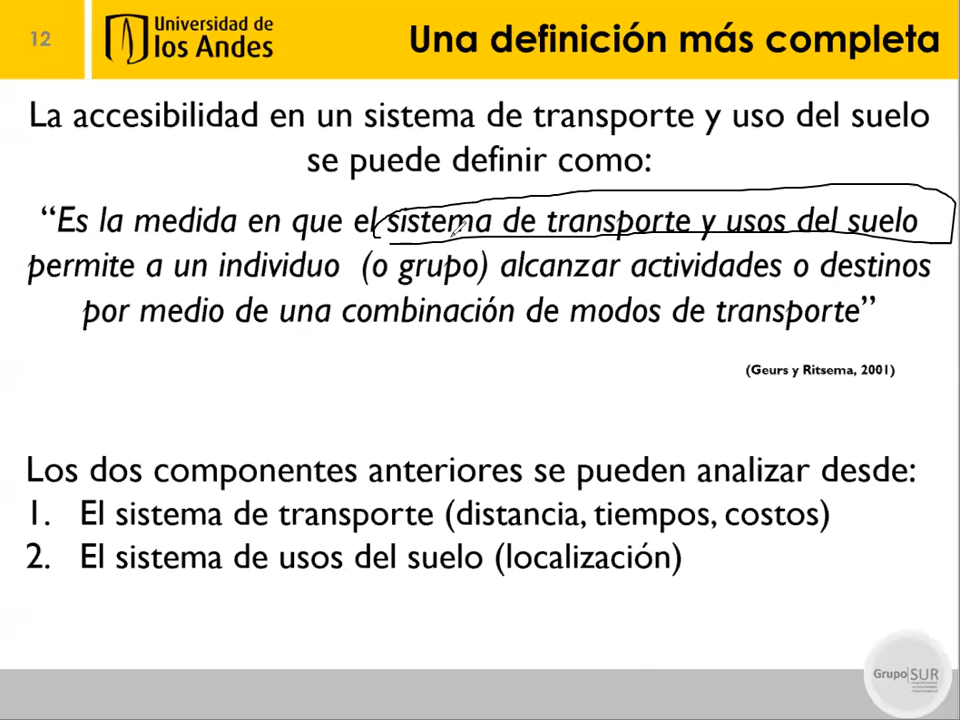 12
Universidad de
los Andes
Una definición más completa
La accesibilidad en un sistema de transporte y uso del suelo
se puede definir como:
“Es la medida en que el sistema de transporte y usos del suelo
permite a un individuo (o grupo) alcanzar actividades o destinos
por medio de una combinación de modos de transporte”
(Geurs y Ritsema, 2001)
Los dos componentes anteriores se pueden analizar desde:
1. El sistema de transporte (distancia, tiempos, costos)
2. El sistema de usos del suelo (localización)
Grupo|SUR